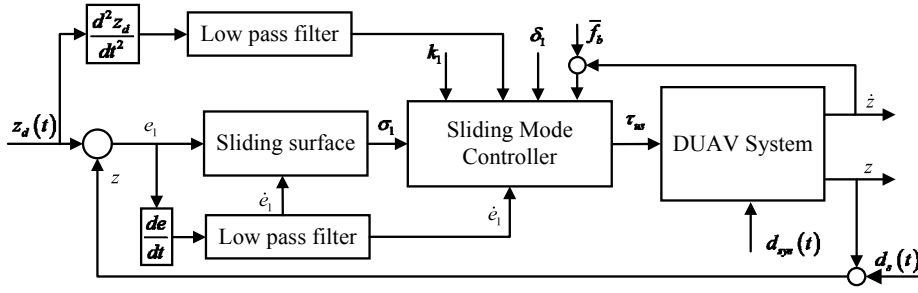 d²z_d / dt²
Low pass filter
k₁
δ₁
f̄_b
z_d(t)
e₁
Sliding surface
σ₁
Sliding Mode Controller
τ_us
DUAV System
ż
z
z
ė₁
ė₁
de / dt
Low pass filter
d_sys(t)
d_s(t)